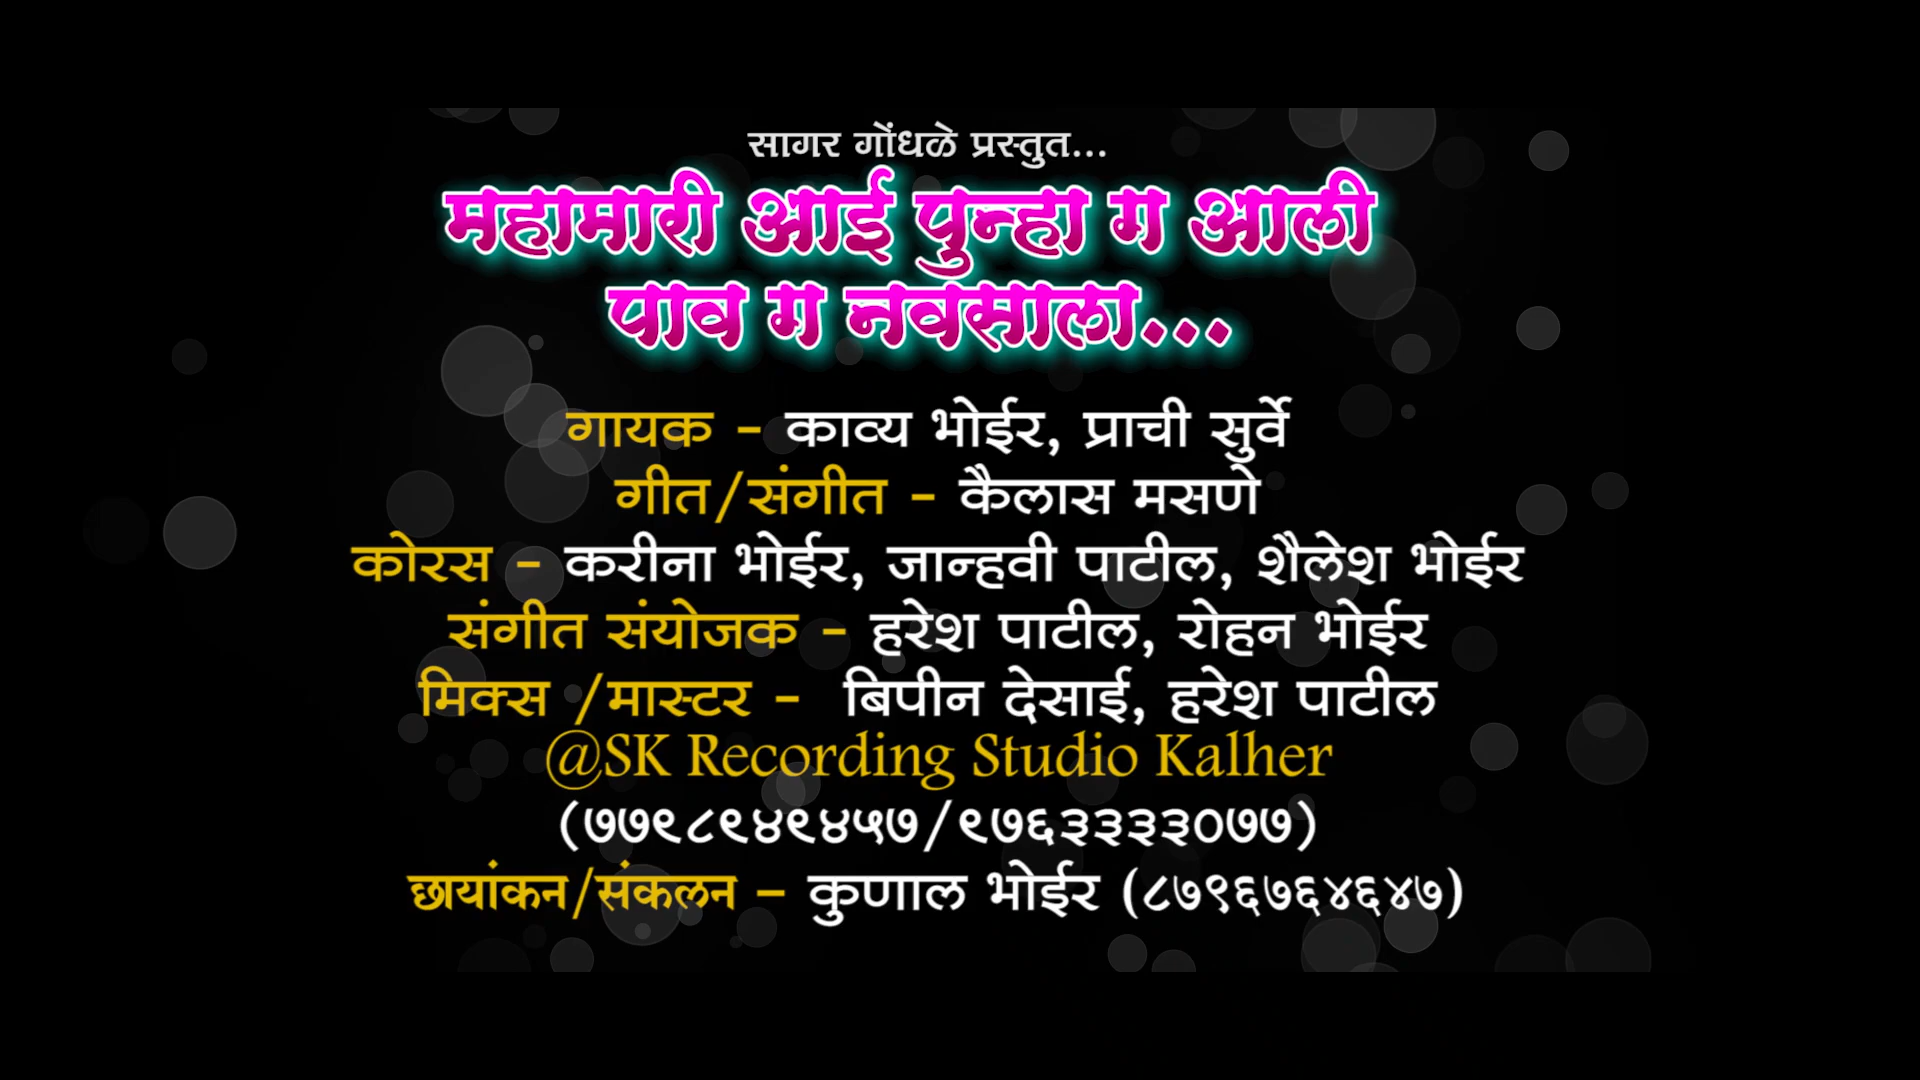 सागर गोंधळे प्रस्तुत...
महामारी आई पुन्हा ग आली
पाव ग नवसाला...
गायक - काव्य भोईर, प्राची सुर्वे
गीत/संगीत - कैलास मसणे
कोरस - करीना भोईर, जान्हवी पाटील, शैलेश भोईर
संगीत संयोजक - हरेश पाटील, रोहन भोईर
मिक्स /मास्टर - बिपीन देसाई, हरेश पाटील
@SK Recording Studio Kalher
(७७९८९४९४५७/९७६३३३३०७७)
छायांकन/संकलन - कुणाल भोईर (८७९६७६४६४७)